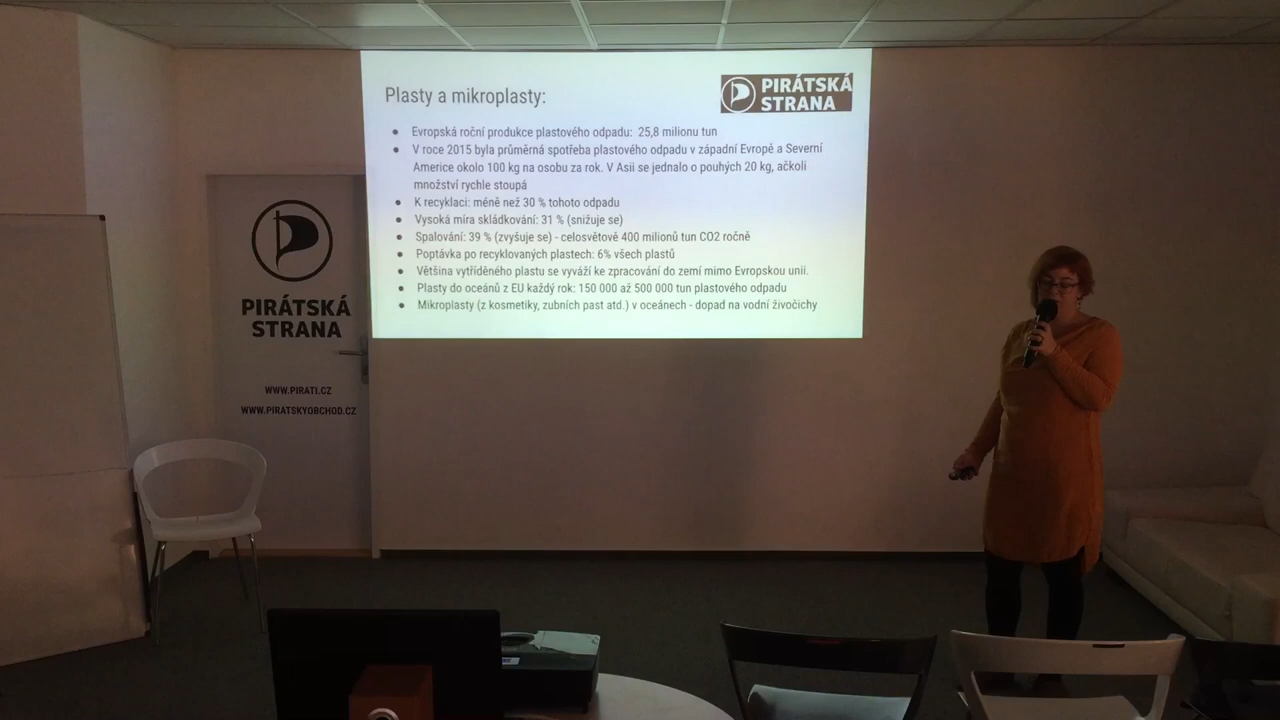 Plasty a mikroplasty:
PIRÁTSKÁ
STRANA
● Evropská roční produkce plastového odpadu: 25,8 milionu tun
● V roce 2015 byla průměrná spotřeba plastového odpadu v západní Evropě a Severní
Americe okolo 100 kg na osobu za rok. V Asii se jednalo o pouhých 20 kg, ačkoli
množství rychle stoupá
● K recyklaci: méně než 30 % tohoto odpadu
● Vysoká míra skládkování: 31 % (snižuje se)
● Spalování: 39 % (zvyšuje se) - celosvětově 400 milionů tun CO2 ročně
● Poptávka po recyklovaných plastech: 6% všech plastů
● Většina vytříděného plastu se vyváží ke zpracování do zemí mimo Evropskou unii.
● Plasty do oceánů z EU každý rok: 150 000 až 500 000 tun plastového odpadu
● Mikroplasty (z kosmetiky, zubních past atd.) v oceánech - dopad na vodní živočichy
PIRÁTSKÁ
STRANA
WWW.PIRATI.CZ
WWW.PIRATSKYOBCHOD.CZ